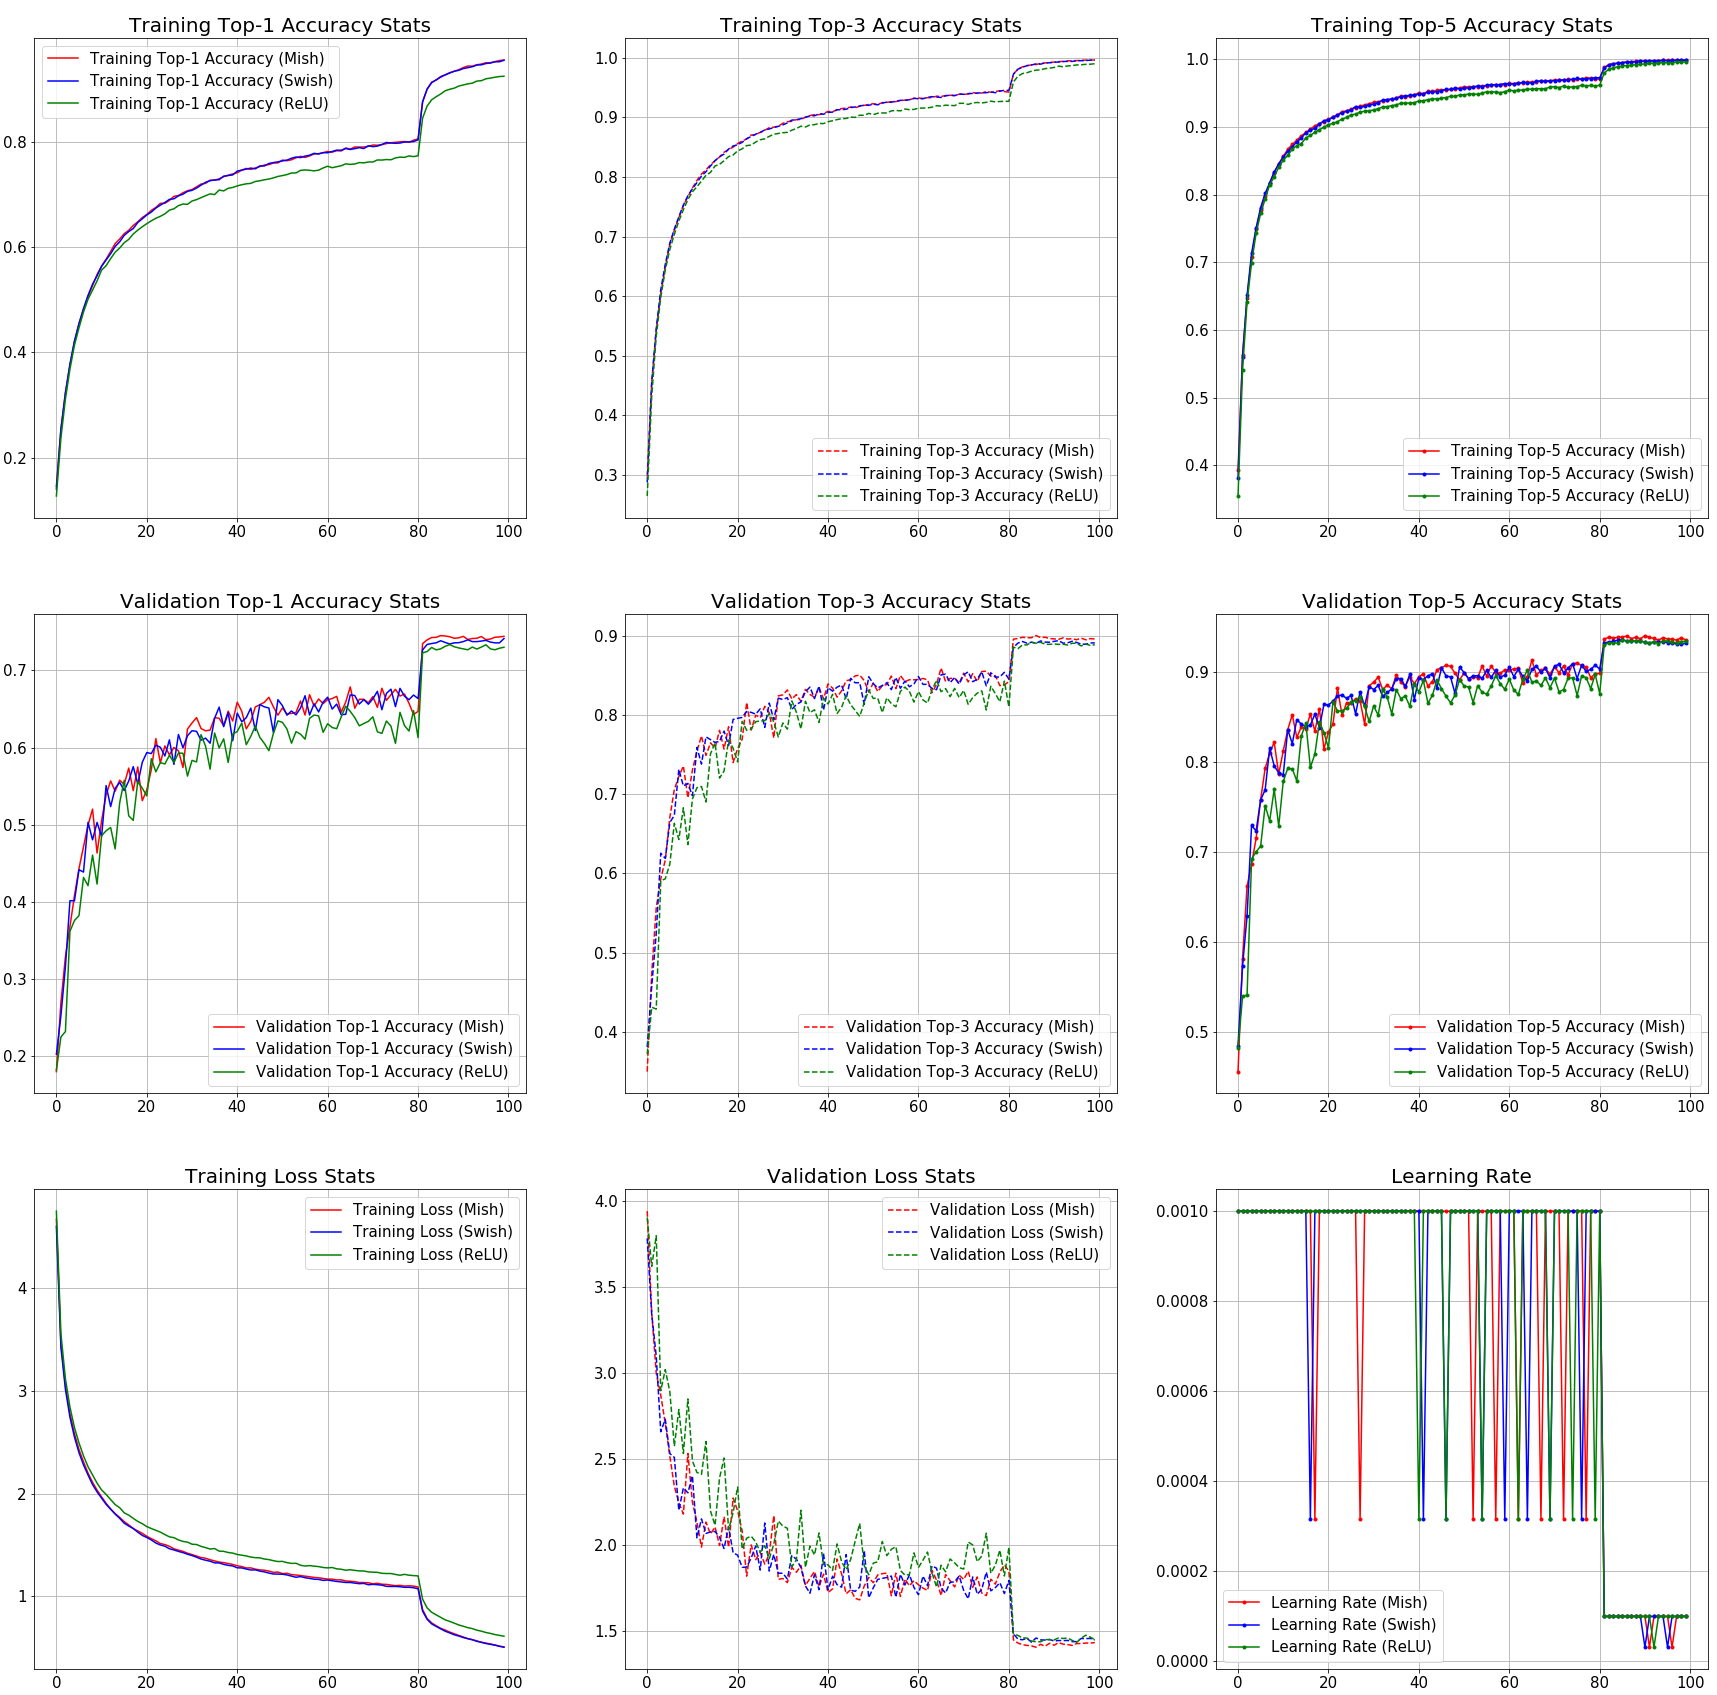 Training Top-1 Accuracy Stats
Training Top-1 Accuracy (Mish)
Training Top-1 Accuracy (Swish)
Training Top-1 Accuracy (ReLU)
0.8
0.6
0.4
0.2
0 20 40 60 80 100
Training Top-3 Accuracy Stats
1.0
0.9
0.8
0.7
0.6
0.5
0.4
0.3
Training Top-3 Accuracy (Mish)
Training Top-3 Accuracy (Swish)
Training Top-3 Accuracy (ReLU)
0 20 40 60 80 100
Training Top-5 Accuracy Stats
1.0
0.9
0.8
0.7
0.6
0.5
0.4
Training Top-5 Accuracy (Mish)
Training Top-5 Accuracy (Swish)
Training Top-5 Accuracy (ReLU)
0 20 40 60 80 100
Validation Top-1 Accuracy Stats
0.7
0.6
0.5
0.4
0.3
0.2
Validation Top-1 Accuracy (Mish)
Validation Top-1 Accuracy (Swish)
Validation Top-1 Accuracy (ReLU)
0 20 40 60 80 100
Validation Top-3 Accuracy Stats
0.9
0.8
0.7
0.6
0.5
0.4
Validation Top-3 Accuracy (Mish)
Validation Top-3 Accuracy (Swish)
Validation Top-3 Accuracy (ReLU)
0 20 40 60 80 100
Validation Top-5 Accuracy Stats
0.9
0.8
0.7
0.6
0.5
Validation Top-5 Accuracy (Mish)
Validation Top-5 Accuracy (Swish)
Validation Top-5 Accuracy (ReLU)
0 20 40 60 80 100
Training Loss Stats
Training Loss (Mish)
Training Loss (Swish)
Training Loss (ReLU)
4
3
2
1
0 20 40 60 80 100
Validation Loss Stats
Validation Loss (Mish)
Validation Loss (Swish)
Validation Loss (ReLU)
4.0
3.5
3.0
2.5
2.0
1.5
0 20 40 60 80 100
Learning Rate
0.0010
0.0008
0.0006
0.0004
0.0002
0.0000
Learning Rate (Mish)
Learning Rate (Swish)
Learning Rate (ReLU)
0 20 40 60 80 100